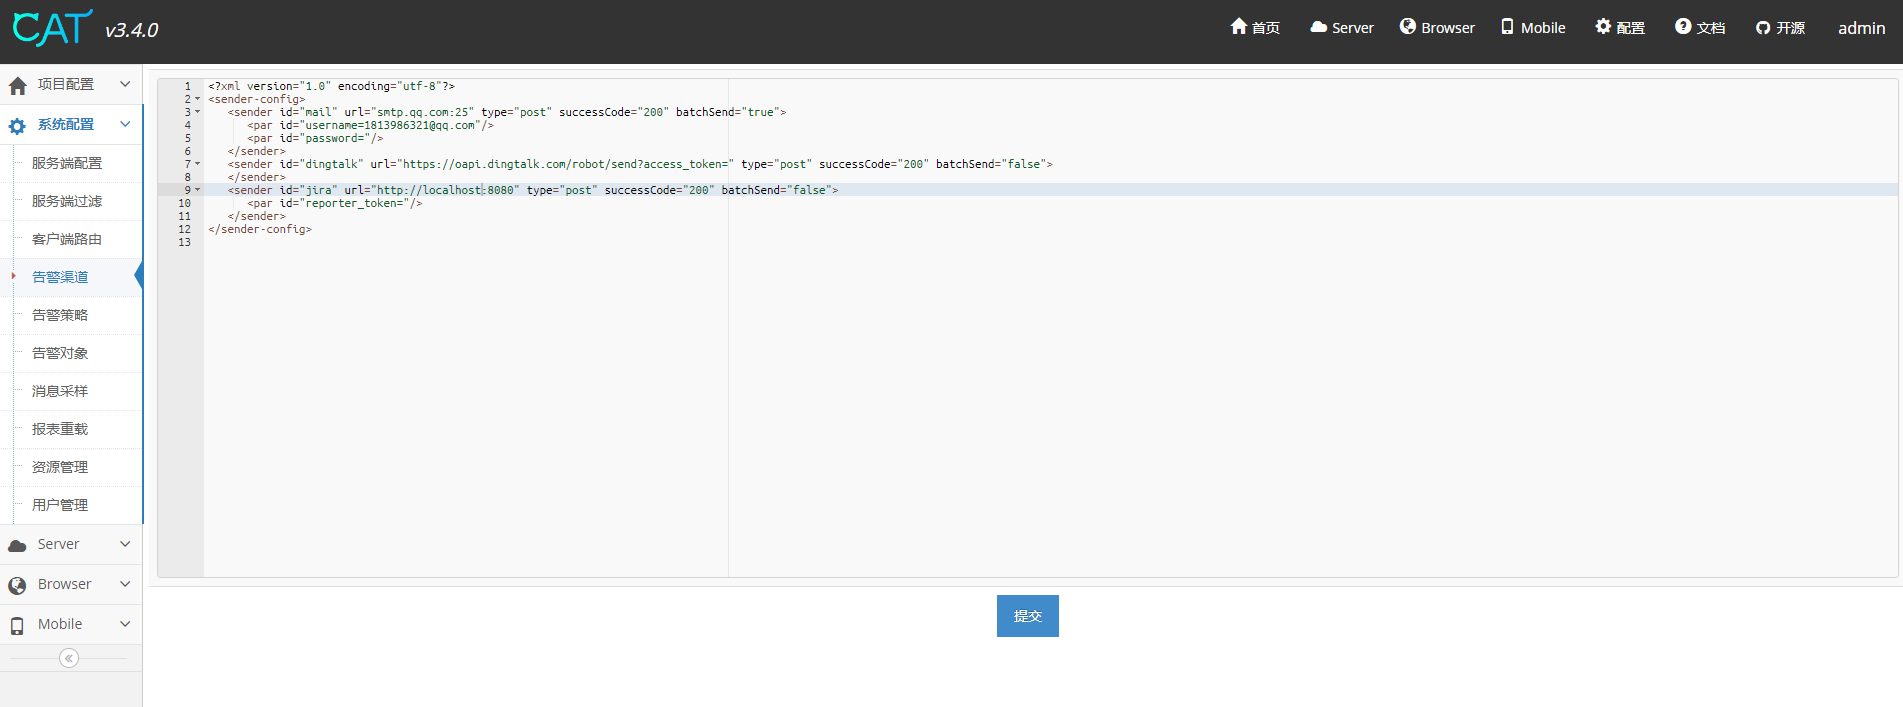 CAT v3.4.0
首页 Server Browser Mobile 配置 文档 开源 admin
项目配置
系统配置
服务端配置
服务端过滤
客户端路由
告警渠道
告警策略
告警对象
消息采样
报表重载
资源管理
用户管理
Server
Browser
Mobile
1 <?xml version="1.0" encoding="utf-8"?>
2 <sender-config>
3 <sender id="mail" url="smtp.qq.com:25" type="post" successCode="200" batchSend="true">
4 <par id="username=1813986321@qq.com"/>
5 <par id="password="/>
6 </sender>
7 <sender id="dingtalk" url="https://oapi.dingtalk.com/robot/send?access_token=" type="post" successCode="200" batchSend="false">
8 </sender>
9 <sender id="jira" url="http://localhost:8080" type="post" successCode="200" batchSend="false">
10 <par id="reporter_token="/>
11 </sender>
12 </sender-config>
13
提交